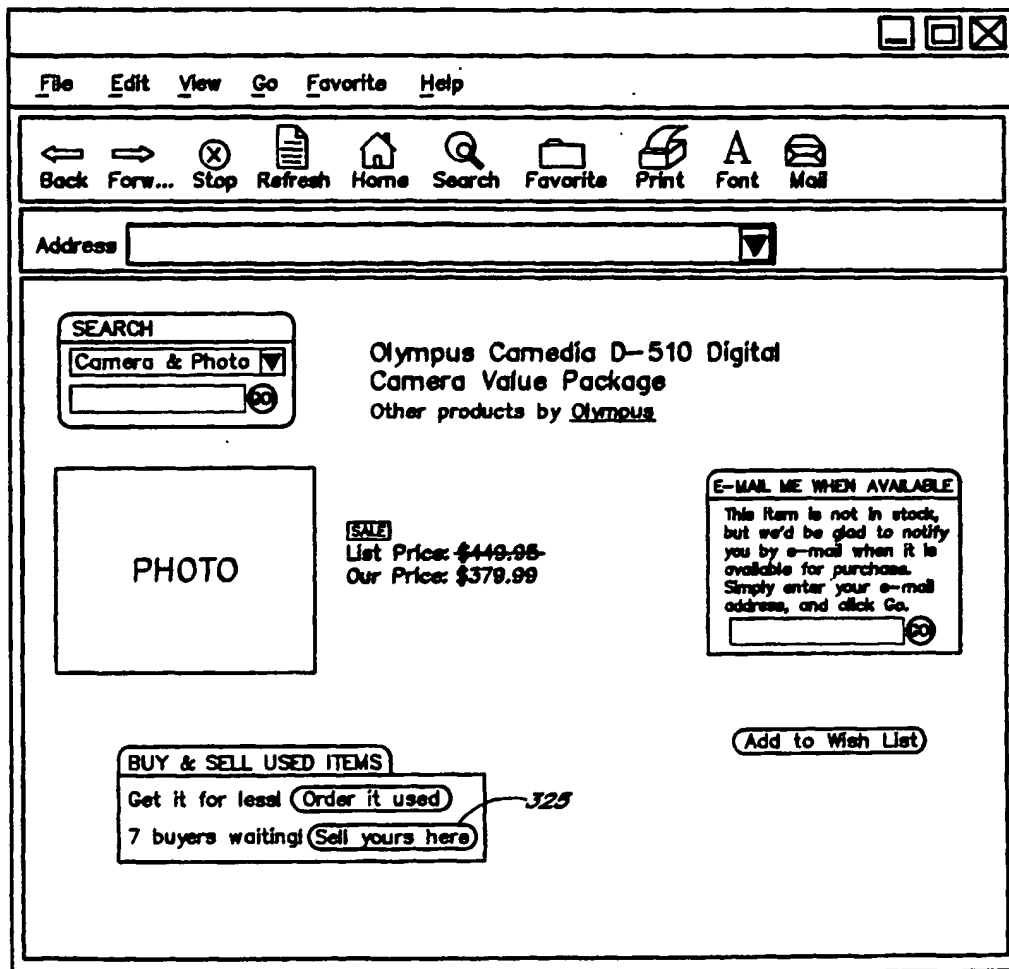 File Edit View Go Favorite Help
Back Forw... Stop Refresh Home Search Favorite Print Font Mail
Address
SEARCH
Camera & Photo
GO
Olympus Camedia D-510 Digital
Camera Value Package
Other products by Olympus
PHOTO
SALE
List Price: $449.95
Our Price: $379.99
E-MAIL ME WHEN AVAILABLE
This item is not in stock,
but we'd be glad to notify
you by e-mail when it is
available for purchase.
Simply enter your e-mail
address, and click Go.
GO
Add to Wish List
BUY & SELL USED ITEMS
Get it for less! Order it used
7 buyers waiting! Sell yours here
325